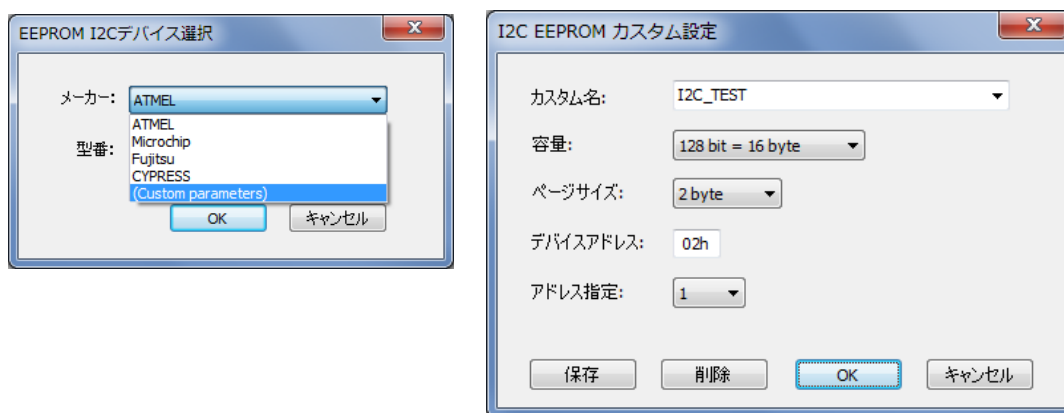 EEPROM I2Cデバイス選択
メーカー: ATMEL
ATMEL
Microchip
型番:
Fujitsu
CYPRESS
(Custom parameters)
OK キャンセル
I2C EEPROM カスタム設定
カスタム名: I2C_TEST
容量: 128 bit = 16 byte
ページサイズ: 2 byte
デバイスアドレス: 02h
アドレス指定: 1
保存 削除 OK キャンセル